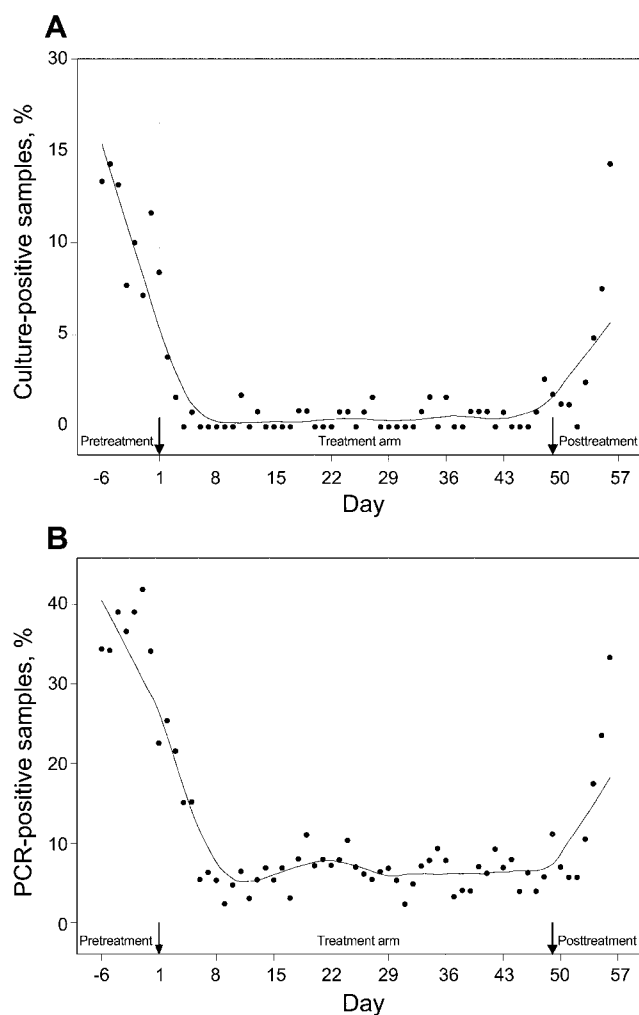 A
Culture-positive samples, %
30
15
10
5
0
Pretreatment
Treatment arm
Posttreatment
-6 1 8 15 22 29 36 43 50 57
Day
B
PCR-positive samples, %
40
30
20
10
0
Pretreatment
Treatment arm
Posttreatment
-6 1 8 15 22 29 36 43 50 57
Day